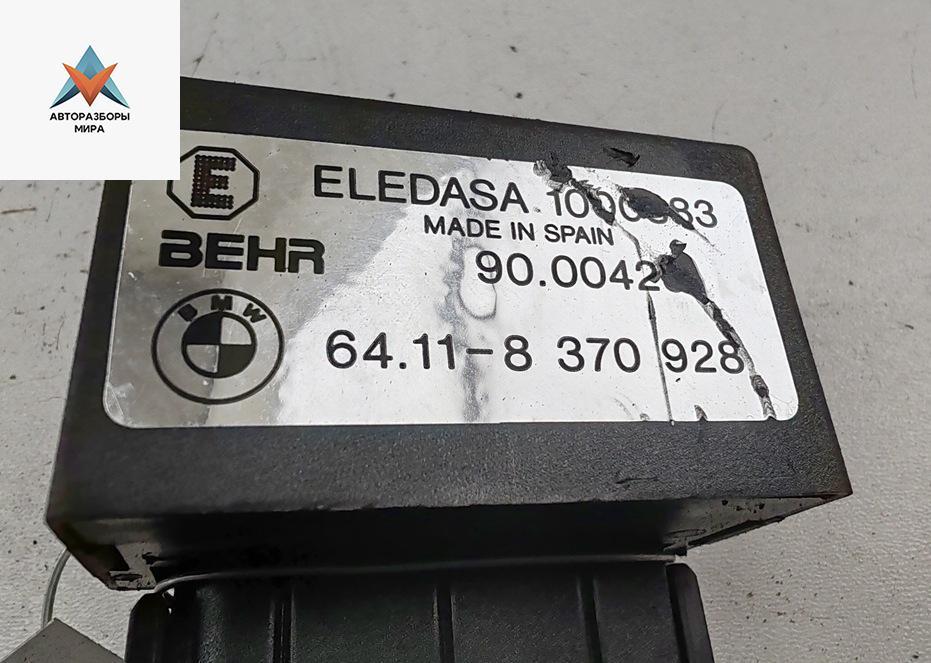 АВТОРАЗБОРЫ
МИРА
E
ELEDASA
MADE IN SPAIN
BEHR
90.0042
BMW
64.11-8 370 928